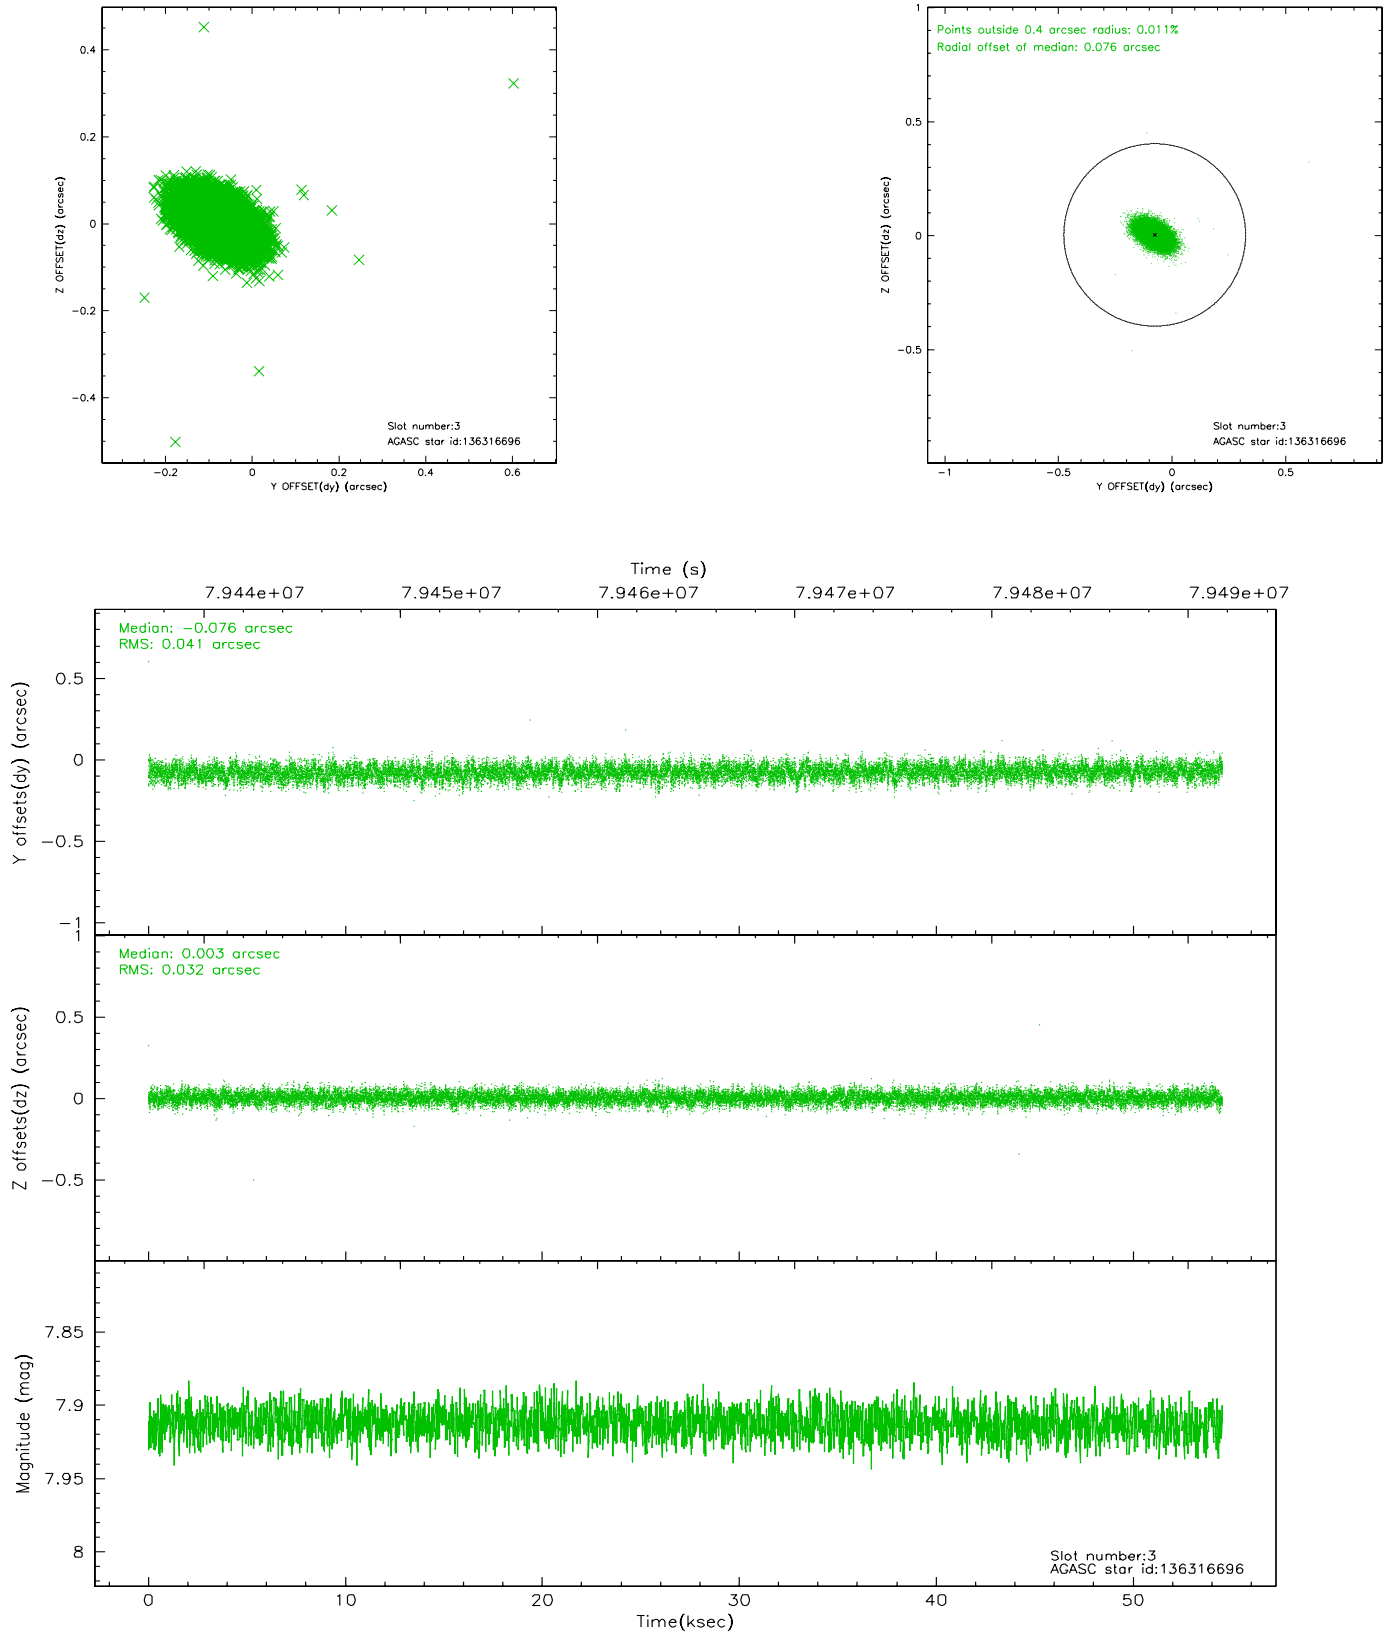 0.4
0.2
0
−0.2
−0.4
Z OFFSET(dz) (arcsec)
−0.2
0
0.2
0.4
0.6
Y OFFSET(dy) (arcsec)
Slot number:3
AGASC star id:136316696
Points outside 0.4 arcsec radius: 0.011%
Radial offset of median: 0.076 arcsec
1
0.5
0
−0.5
Z OFFSET(dz) (arcsec)
−1
−0.5
0
0.5
Y OFFSET(dy) (arcsec)
Slot number:3
AGASC star id:136316696
Time (s)
7.944e+07
7.945e+07
7.946e+07
7.947e+07
7.948e+07
7.949e+07
Median: −0.076 arcsec
RMS: 0.041 arcsec
0.5
0
−0.5
−1
Y offsets(dy) (arcsec)
Median: 0.003 arcsec
RMS: 0.032 arcsec
1
0.5
0
−0.5
Z offsets(dz) (arcsec)
7.85
7.9
7.95
8
Magnitude (mag)
Slot number:3
AGASC star id:136316696
0
10
20
30
40
50
Time(ksec)